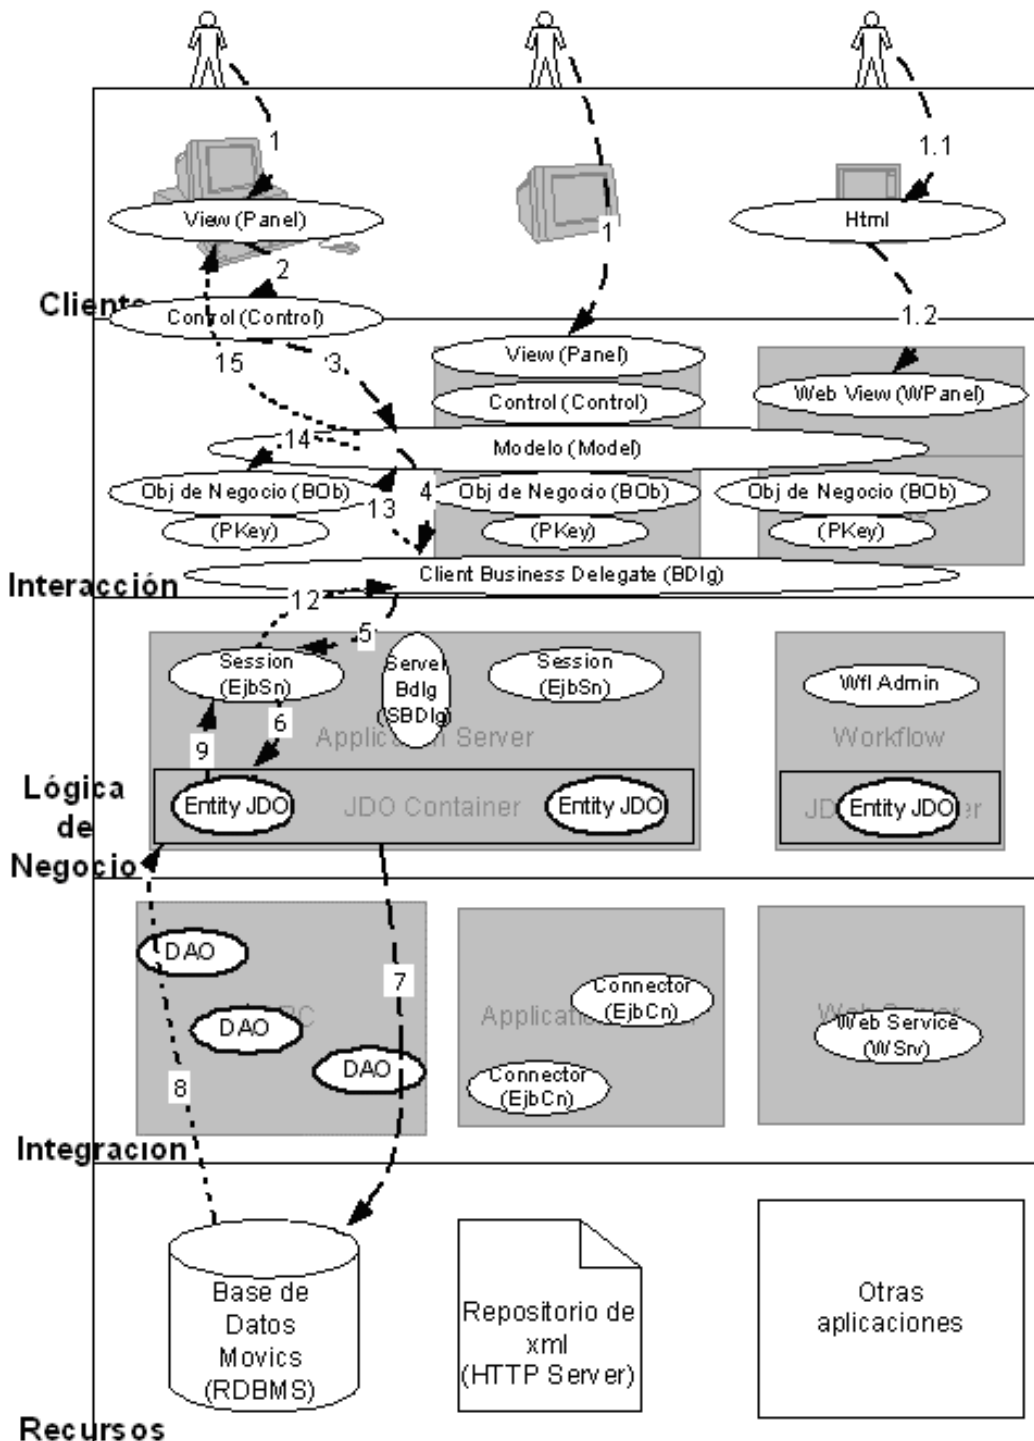 1
1.1
View (Panel)
Html
1
2
Cliente
Control (Control)
1.2
15
3
View (Panel)
Web View (WPanel)
Control (Control)
14
Modelo (Model)
Obj de Negocio (BOb)
13
4
Obj de Negocio (BOb)
Obj de Negocio (BOb)
(PKey)
(PKey)
(PKey)
Client Business Delegate (BDlg)
Interacción
12
5
Session
(EjbSn)
Server
Bdlg
(SBDlg)
Session
(EjbSn)
Wfl Admin
6
9
Application Server
Workflow
Lógica
de
Negocio
Entity JDO
JDO Container
Entity JDO
Entity JDO
DAO
7
DAO
Connector
(EjbCn)
Web Server
Web Service
(WSrv)
DAO
8
Connector
(EjbCn)
Integración
Base de
Datos
Movics
(RDBMS)
Repositorio de
xml
(HTTP Server)
Otras
aplicaciones
Recursos